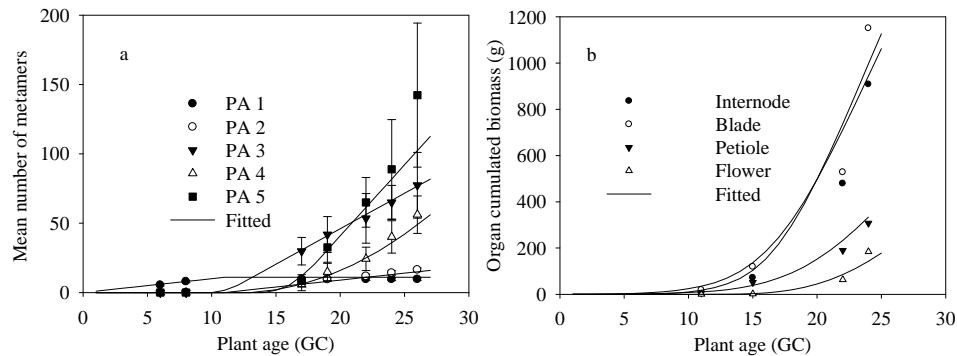 a
200
150
100
50
0
Mean number of metamers
PA 1
PA 2
PA 3
PA 4
PA 5
Fitted
0 5 10 15 20 25 30
Plant age (GC)
b
1200
1000
800
600
400
200
0
Organ cumulated biomass (g)
Internode
Blade
Petiole
Flower
Fitted
0 5 10 15 20 25 30
Plant age (GC)